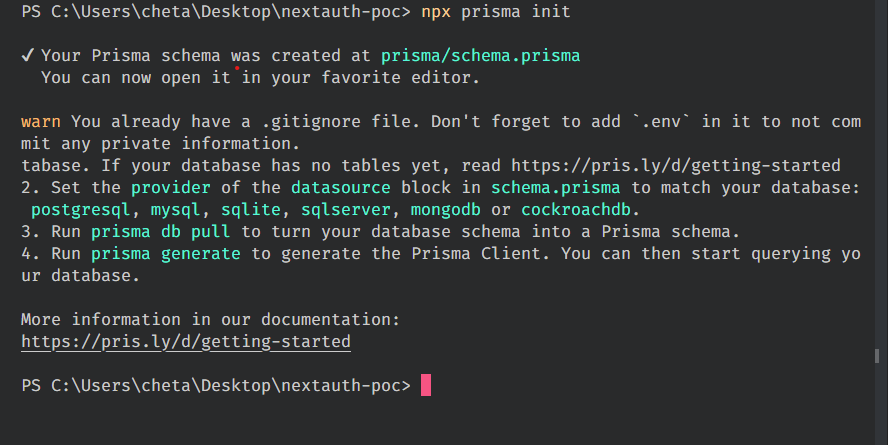 PS C:\Users\cheta\Desktop\nextauth-poc> npx prisma init
✔ Your Prisma schema was created at prisma/schema.prisma
You can now open it in your favorite editor.
warn You already have a .gitignore file. Don't forget to add `.env` in it to not com
mit any private information.
tabase. If your database has no tables yet, read https://pris.ly/d/getting-started
2. Set the provider of the datasource block in schema.prisma to match your database:
postgresql, mysql, sqlite, sqlserver, mongodb or cockroachdb.
3. Run prisma db pull to turn your database schema into a Prisma schema.
4. Run prisma generate to generate the Prisma Client. You can then start querying yo
ur database.
More information in our documentation:
https://pris.ly/d/getting-started
PS C:\Users\cheta\Desktop\nextauth-poc>